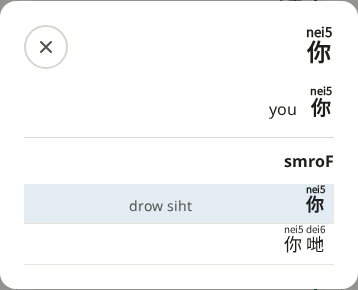 nei5
你
nei5
you 你
smroF
nei5
drow siht 你
nei5 dei6
你 哋